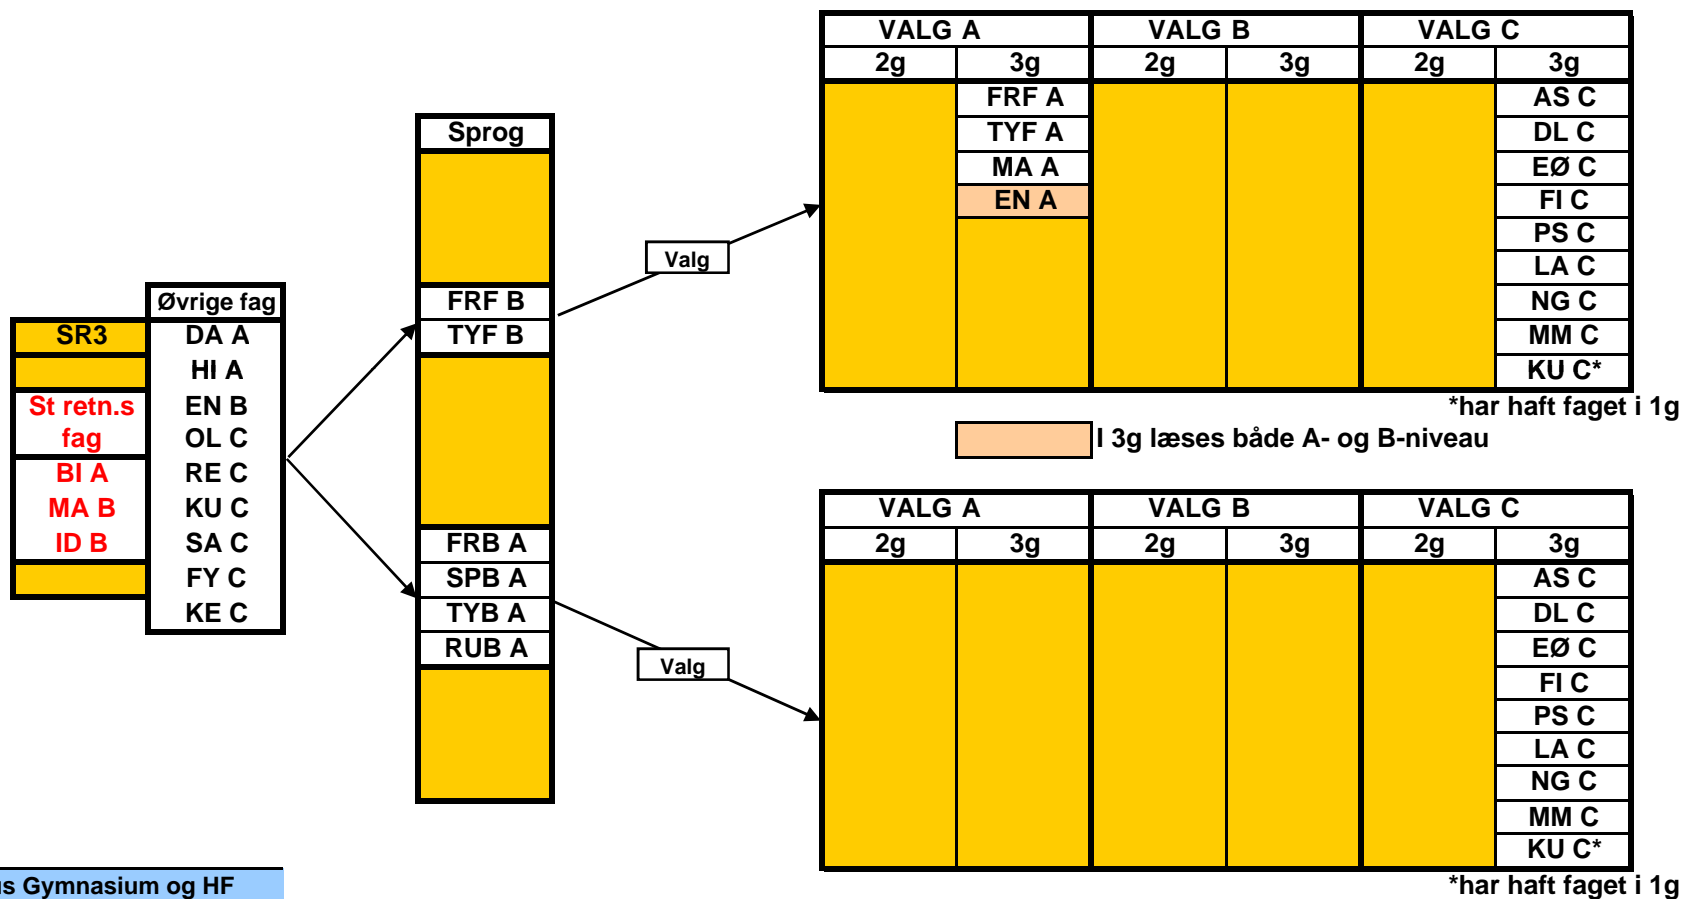 Øvrige fag
SR3
DA A
HI A
St retn.s
fag
EN B
OL C
BI A
RE C
MA B
KU C
ID B
SA C
FY C
KE C
Sprog
FRF B
TYF B
FRB A
SPB A
TYB A
RUB A
Valg
Valg
VALG A VALG B VALG C
2g 3g 2g 3g 2g 3g
FRF A AS C
TYF A DL C
MA A EØ C
EN A FI C
PS C
LA C
NG C
MM C
KU C*
*har haft faget i 1g
I 3g læses både A- og B-niveau
VALG A VALG B VALG C
2g 3g 2g 3g 2g 3g
AS C
DL C
EØ C
FI C
PS C
LA C
NG C
MM C
KU C*
*har haft faget i 1g
Gymnasium og HF